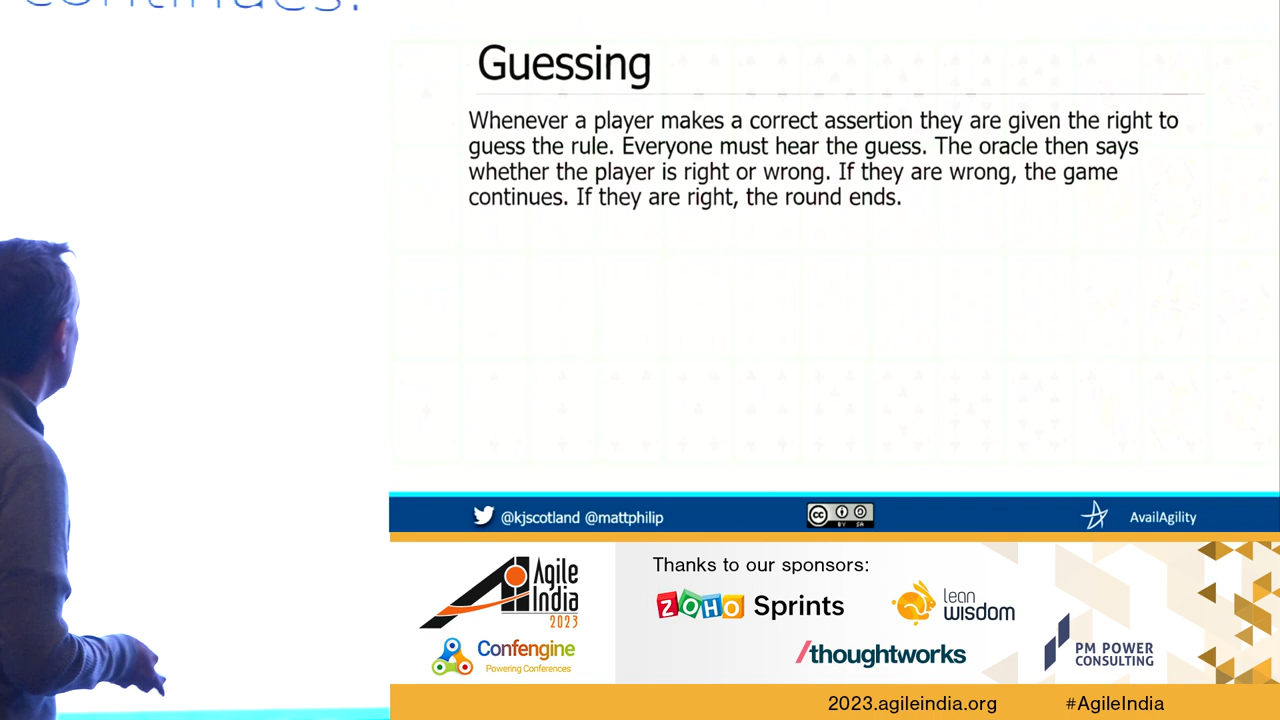 continues.
Guessing
Whenever a player makes a correct assertion they are given the right to
guess the rule. Everyone must hear the guess. The oracle then says
whether the player is right or wrong. If they are wrong, the game
continues. If they are right, the round ends.
@kjscotland @mattphilip
cc
BY SA
AvailAgility
Agile
India
2023
Confengine
Powering Conferences
Thanks to our sponsors:
ZOHO Sprints
lean
wisdom
/thoughtworks
PM POWER
CONSULTING
2023.agileindia.org
#AgileIndia